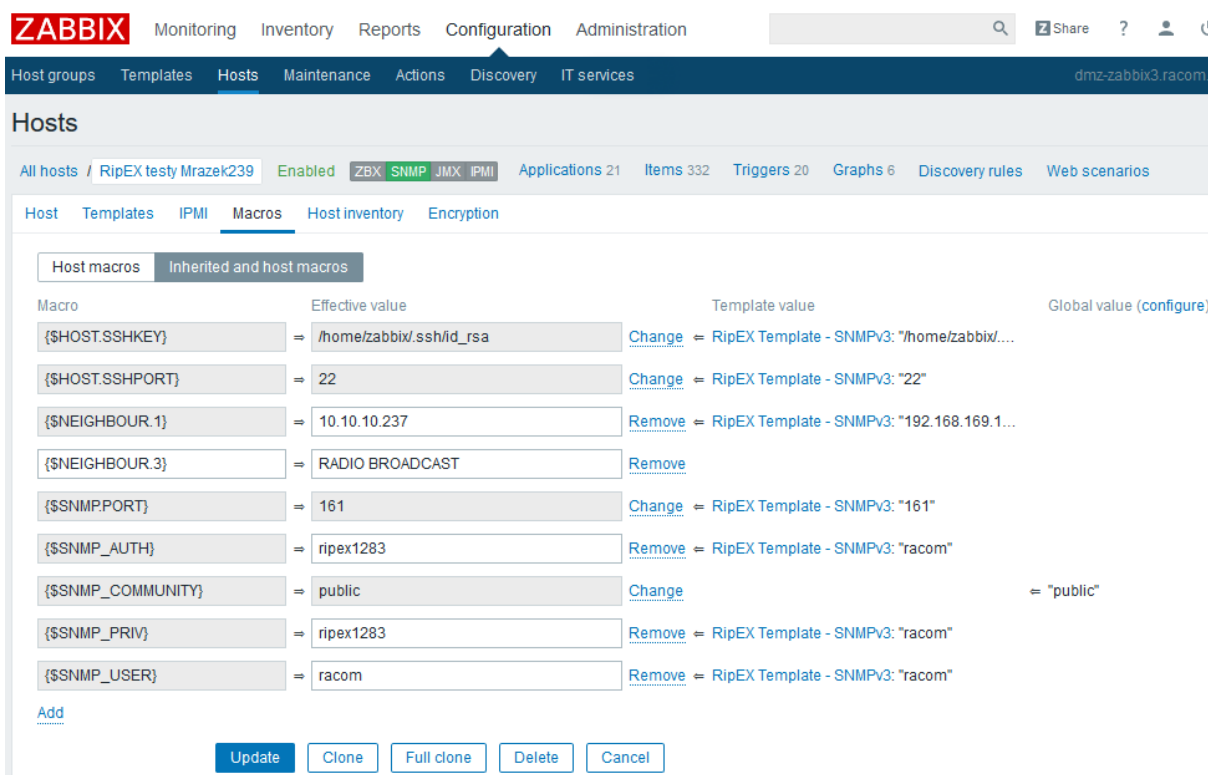 ZABBIX Monitoring Inventory Reports Configuration Administration Z Share ?
Host groups Templates Hosts Maintenance Actions Discovery IT services dmz-zabbix3.racom.
Hosts
All hosts / RipEX testy Mrazek239 Enabled ZBX SNMP JMX IPMI Applications 21 Items 332 Triggers 20 Graphs 6 Discovery rules Web scenarios
Host Templates IPMI Macros Host inventory Encryption
Host macros Inherited and host macros
Macro Effective value Template value Global value (configure)
{$HOST.SSHKEY} ⇒ /home/zabbix/.ssh/id_rsa Change ⇐ RipEX Template - SNMPv3: "/home/zabbix/....
{$HOST.SSHPORT} ⇒ 22 Change ⇐ RipEX Template - SNMPv3: "22"
{$NEIGHBOUR.1} ⇒ 10.10.10.237 Remove ⇐ RipEX Template - SNMPv3: "192.168.169.1...
{$NEIGHBOUR.3} ⇒ RADIO BROADCAST Remove
{$SNMP.PORT} ⇒ 161 Change ⇐ RipEX Template - SNMPv3: "161"
{$SNMP_AUTH} ⇒ ripex1283 Remove ⇐ RipEX Template - SNMPv3: "racom"
{$SNMP_COMMUNITY} ⇒ public Change ⇐ "public"
{$SNMP_PRIV} ⇒ ripex1283 Remove ⇐ RipEX Template - SNMPv3: "racom"
{$SNMP_USER} ⇒ racom Remove ⇐ RipEX Template - SNMPv3: "racom"
Add
Update Clone Full clone Delete Cancel